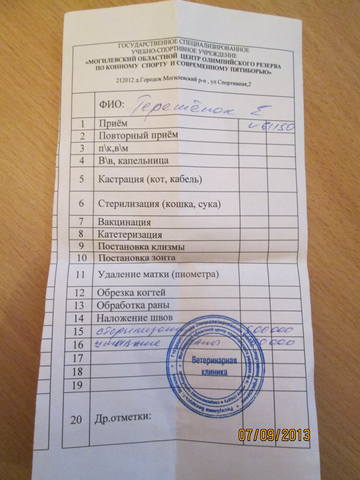 ГОСУДАРСТВЕННОЕ СПЕЦИАЛИЗИРОВАННОЕ
УЧЕБНО-СПОРТИВНОЕ УЧРЕЖДЕНИЕ
«МОГИЛЕВСКИЙ ОБЛАСТНОЙ ЦЕНТР ОЛИМПИЙСКОГО РЕЗЕРВА
ПО КОННОМУ СПОРТУ И СОВРЕМЕННОМУ ПЯТИБОРЬЮ»
212012 д.Городок Могилевский р-н , ул Спортивная,2
ФИО: Терешёнок Е
1 Приём
2 Повторный приём
3 п\к,в\м
4 В\в, капельница
5 Кастрация (кот, кабель)
6 Стерилизация (кошка, сука)
7 Вакцинация
8 Катетеризация
9 Постановка клизмы
10 Постановка зонта
11 Удаление матки (пиометра)
12 Обрезка когтей
13 Обработка раны
14 Наложение швов
15
16
17
18
19
20 Др.отметки:
Ветеринарная
клиника
07/09/2013